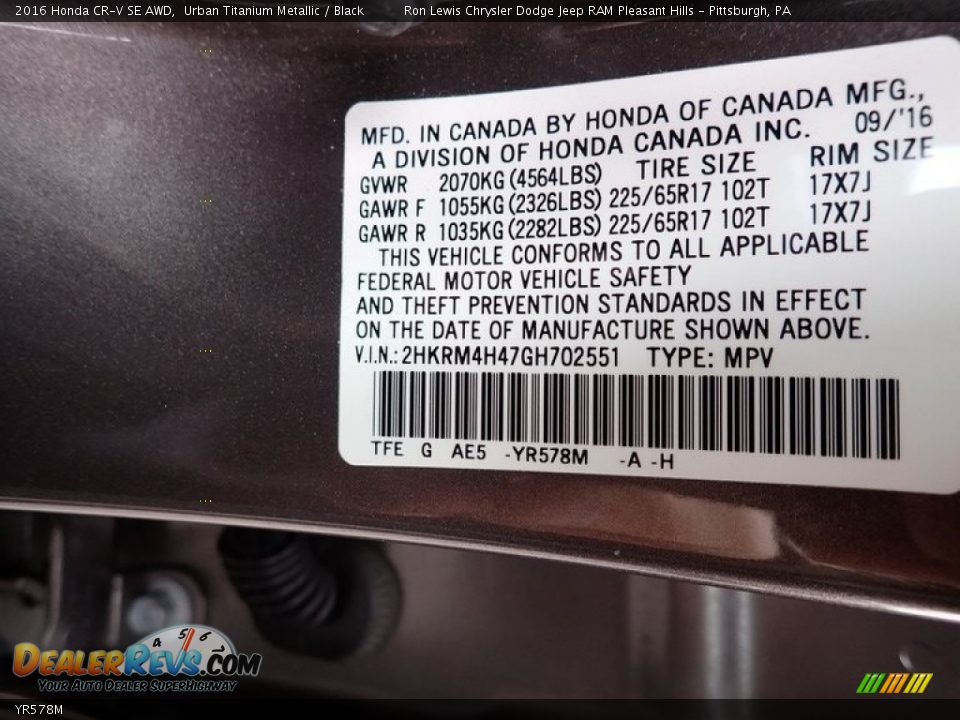 2016 Honda CR-V SE AWD, Urban Titanium Metallic / Black Ron Lewis Chrysler Dodge Jeep RAM Pleasant Hills - Pittsburgh, PA
MFD. IN CANADA BY HONDA OF CANADA MFG.,
A DIVISION OF HONDA CANADA INC. 09/'16
GVWR 2070KG(4564LBS) TIRE SIZE RIM SIZE
GAWR F 1055KG(2326LBS) 225/65R17 102T 17X7J
GAWR R 1035KG(2282LBS) 225/65R17 102T 17X7J
THIS VEHICLE CONFORMS TO ALL APPLICABLE
FEDERAL MOTOR VEHICLE SAFETY
AND THEFT PREVENTION STANDARDS IN EFFECT
ON THE DATE OF MANUFACTURE SHOWN ABOVE.
V.I.N.: 2HKRM4H47GH702551 TYPE: MPV
TFE G AE5 -YR578M -A -H
4 5 6
DEALERREVS.COM
YOUR AUTO DEALER SUPERHIGHWAY
YR578M